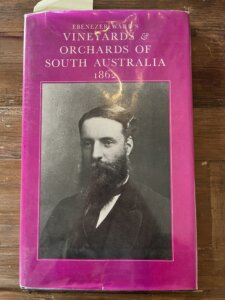 EBENEZER WARD'S
VINEYARDS &
ORCHARDS OF
SOUTH AUSTRALIA
1862